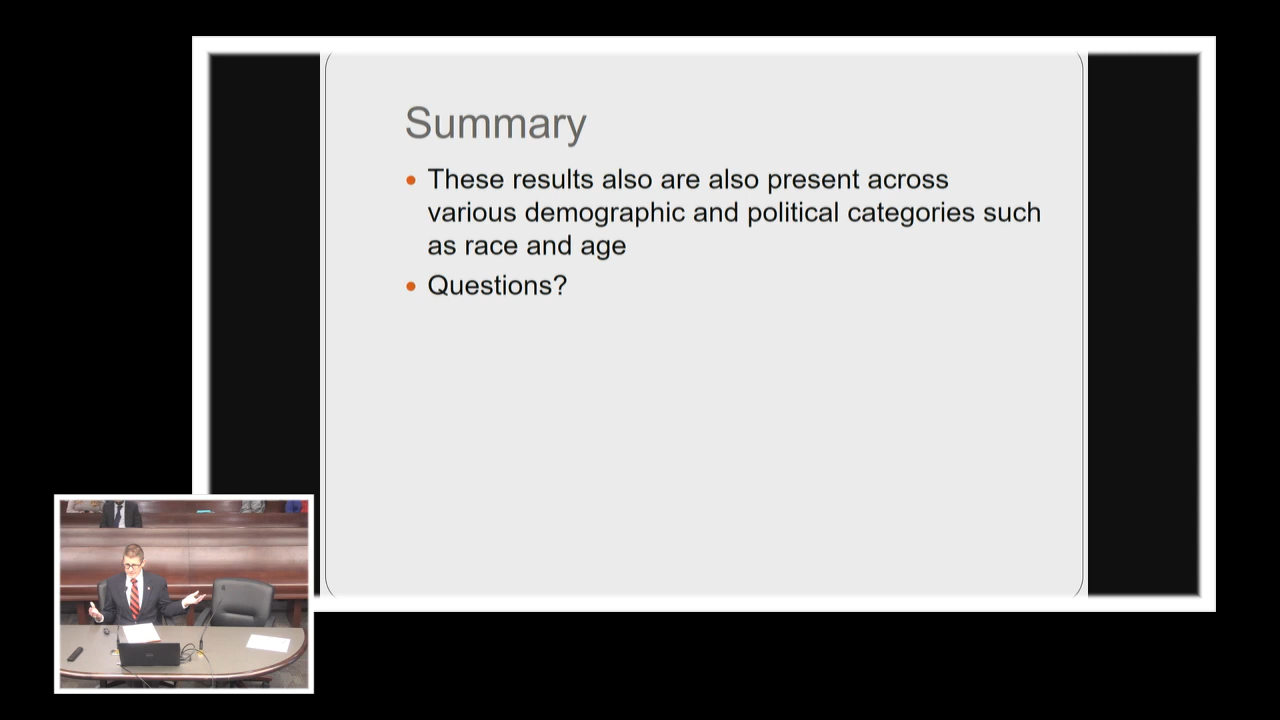 Summary
• These results also are also present across
various demographic and political categories such
as race and age
• Questions?